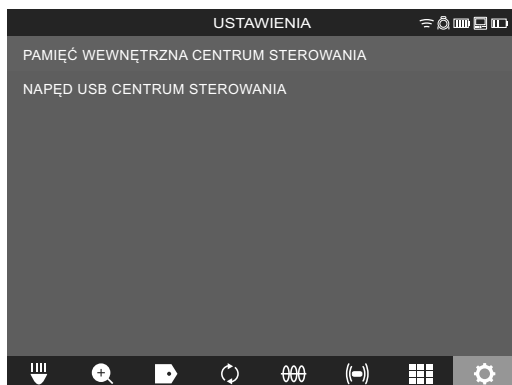 USTAWIENIA
PAMIĘĆ WEWNĘTRZNA CENTRUM STEROWANIA
NAPĘD USB CENTRUM STEROWANIA